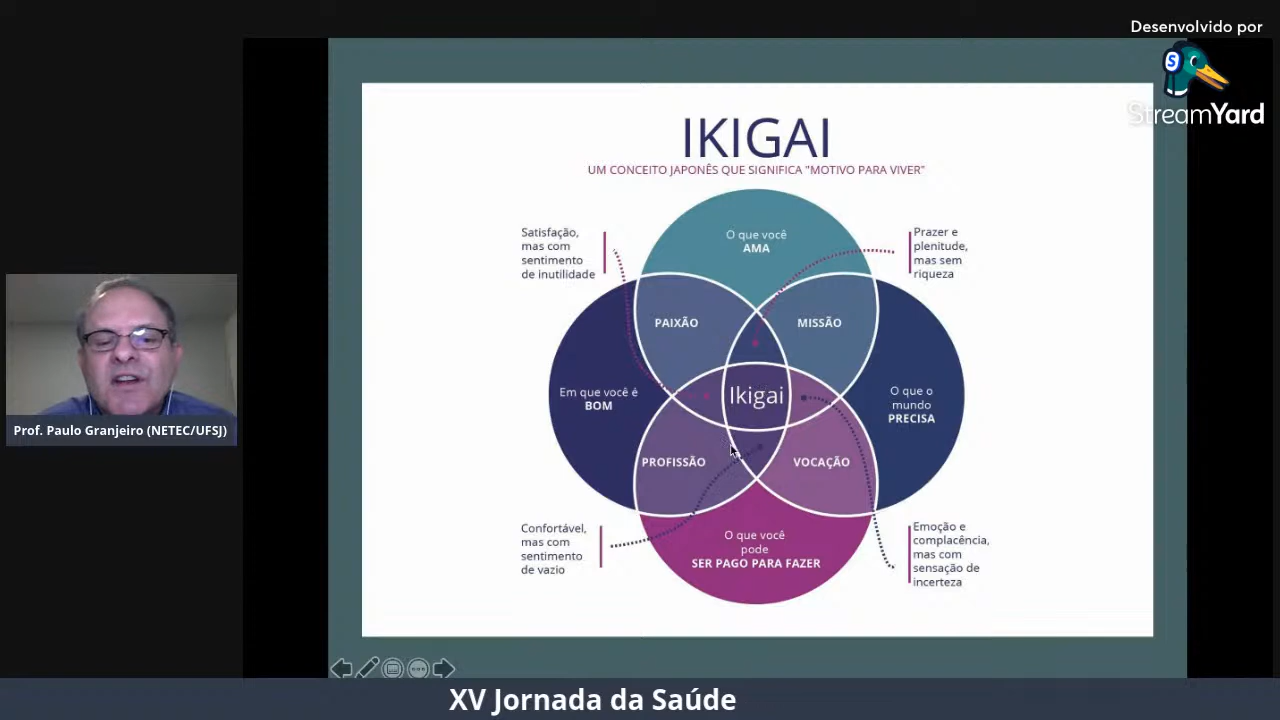 Desenvolvido por
StreamYard
IKIGAI
UM CONCEITO JAPONÊS QUE SIGNIFICA "MOTIVO PARA VIVER"
Satisfação,
mas com
sentimento
de inutilidade
O que você
AMA
Prazer e
plenitude,
mas sem
riqueza
PAIXÃO
MISSÃO
Em que você é
BOM
Ikigai
O que o
mundo
PRECISA
PROFISSÃO
VOCAÇÃO
Confortável,
mas com
sentimento
de vazio
O que você
pode
SER PAGO PARA FAZER
Emoção e
complacência,
mas com
sensação de
incerteza
Prof. Paulo Granjeiro (NETEC/UFSJ)
XV Jornada da Saúde